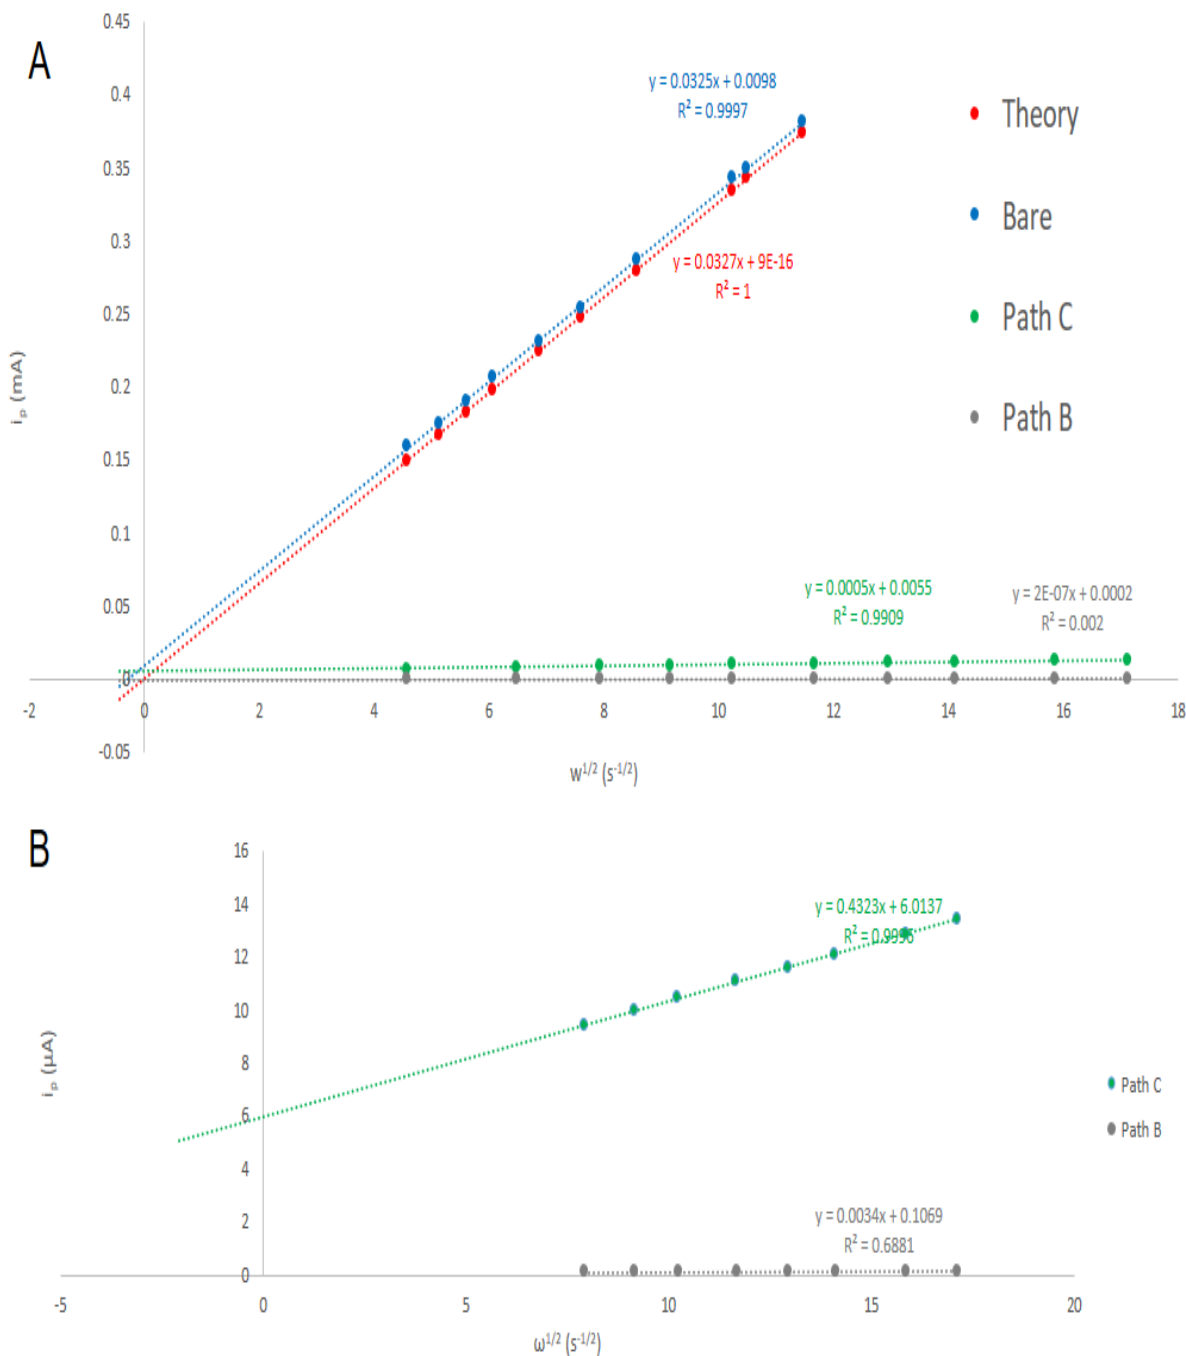 A
0.45
0.4
0.35
0.3
0.25
0.2
0.15
0.1
0.05
0
-0.05
iₚ (mA)
y = 0.0325x + 0.0098
R² = 0.9997
y = 0.0327x + 9E-16
R² = 1
Theory
Bare
Path C
Path B
y = 0.0005x + 0.0055
R² = 0.9909
y = 2E-07x + 0.0002
R² = 0.002
-2 0 2 4 6 8 10 12 14 16 18
w^1/2 (s^-1/2)
B
16
14
12
10
8
6
4
2
0
iₚ (µA)
y = 0.4323x + 6.0137
R² = 0.9996
Path C
Path B
y = 0.0034x + 0.1069
R² = 0.6881
-5 0 5 10 15 20
ω^1/2 (s^-1/2)